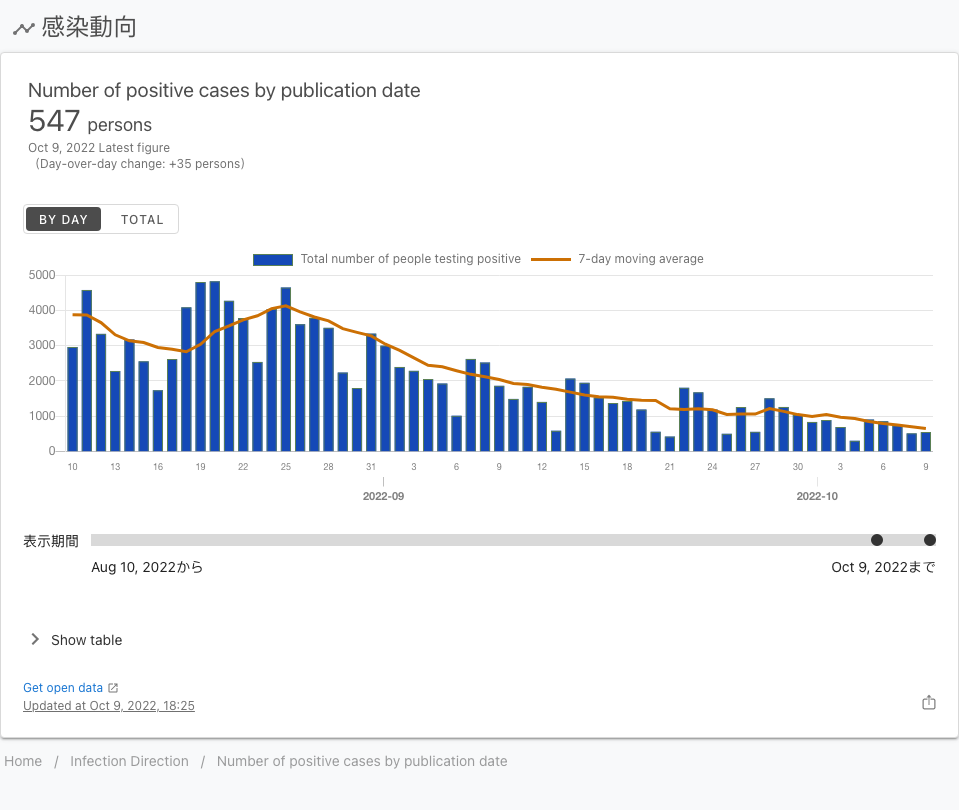 感染動向
Number of positive cases by publication date
547 persons
Oct 9, 2022 Latest figure
(Day-over-day change: +35 persons)
BY DAY TOTAL
Total number of people testing positive 7-day moving average
5000
4000
3000
2000
1000
0
10 13 16 19 22 25 28 31 3 6 9 12 15 18 21 24 27 30 3 6 9
2022-09 2022-10
表示期間
Aug 10, 2022から Oct 9, 2022まで
Show table
Get open data
Updated at Oct 9, 2022, 18:25
Home / Infection Direction / Number of positive cases by publication date